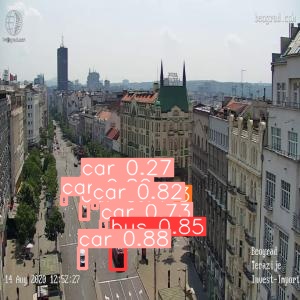 beograd.com
car 0.27
car 0.82
car 0.73
bus 0.85
car 0.88
Beograd
Terazije
Invest-Import
14 Aug 2020 12:52:27